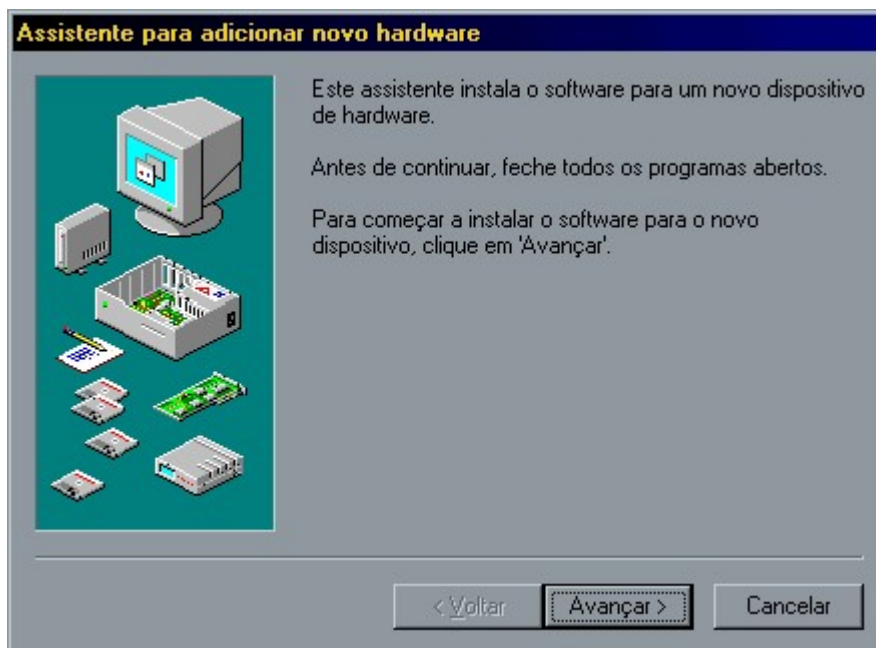 Assistente para adicionar novo hardware
Este assistente instala o software para um novo dispositivo
de hardware.
Antes de continuar, feche todos os programas abertos.
Para começar a instalar o software para o novo
dispositivo, clique em 'Avançar'.
< Voltar
Avançar >
Cancelar